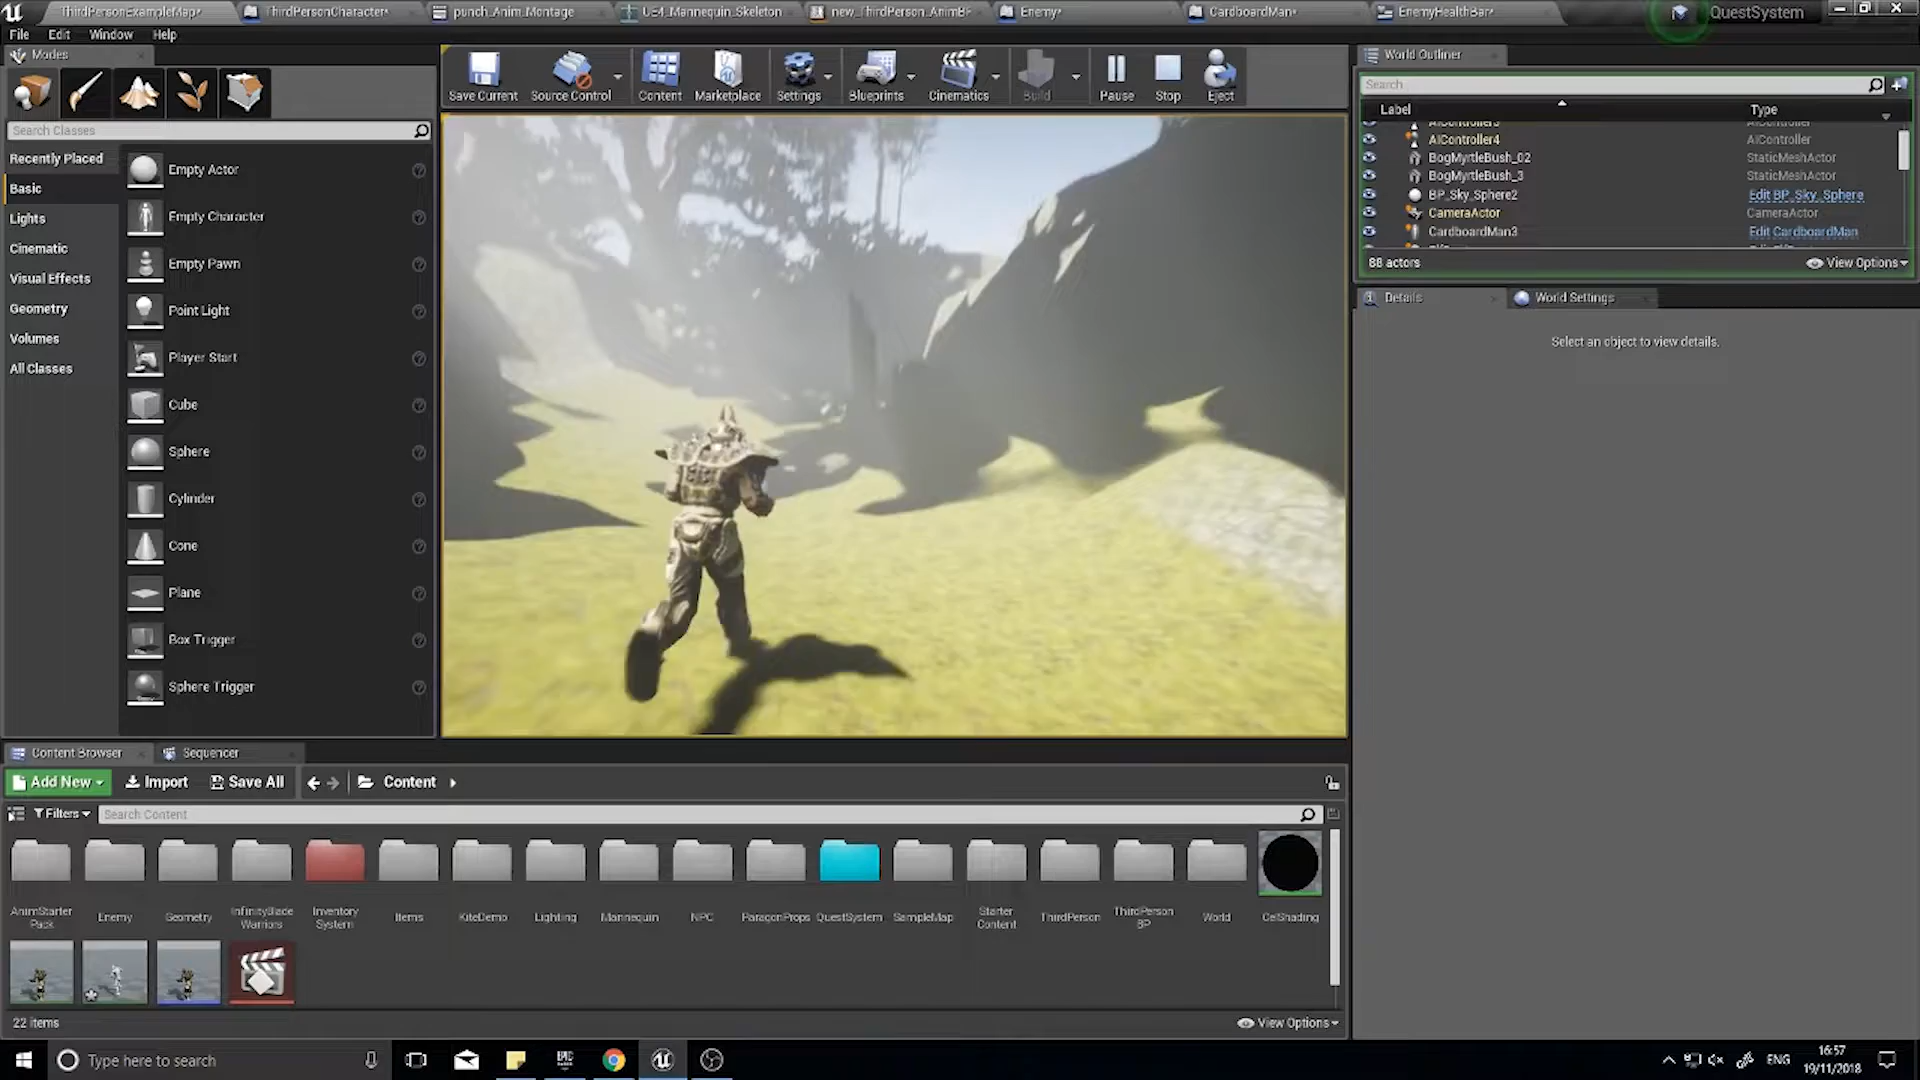 ThirdPersonExampleMap*
ThirdPersonCharacter*
punch_Anim_Montage
UE4_Mannequin_Skeleton
new_ThirdPerson_AnimBP
Enemy*
CardboardMan*
EnemyHealthBar*
QuestSystem
File Edit Window Help
Modes
Save Current
Source Control
Content
Marketplace
Settings
Blueprints
Cinematics
Build
Pause
Stop
Eject
World Outliner
Search
Label Type
AIController3 AIController
AIController4 AIController
BogMyrtleBush_02 StaticMeshActor
BogMyrtleBush_3 StaticMeshActor
BP_Sky_Sphere2 Edit BP_Sky_Sphere
CameraActor CameraActor
CardboardMan3 Edit CardboardMan
88 actors View Options
Details
World Settings
Select an object to view details.
Search Classes
Recently Placed
Basic
Lights
Cinematic
Visual Effects
Geometry
Volumes
All Classes
Empty Actor
Empty Character
Empty Pawn
Point Light
Player Start
Cube
Sphere
Cylinder
Cone
Plane
Box Trigger
Sphere Trigger
Content Browser
Sequencer
Add New Import Save All Content
Filters Search Content
AnimStarter
Pack
Enemy
Geometry
InfinityBlade
Warriors
Inventory
System
Items
KiteDemo
Lighting
Mannequin
NPC
ParagonProps
QuestSystem
SampleMap
Starter
Content
ThirdPerson
ThirdPerson
BP
World
CelShading
22 items View Options
Type here to search
EPIC
ENG
16:57
19/11/2018